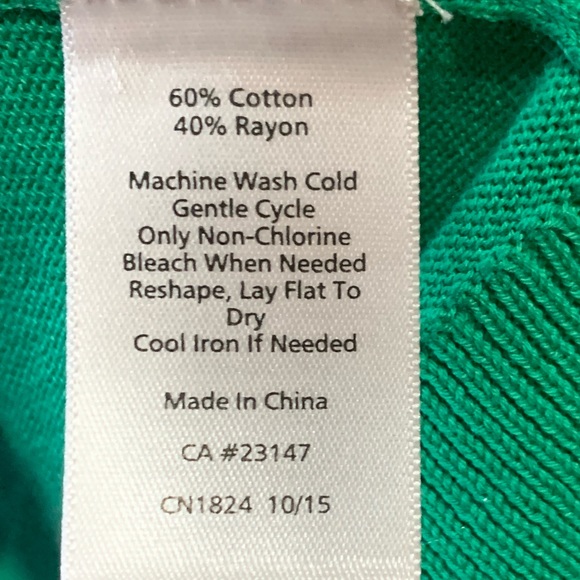 60% Cotton
40% Rayon
Machine Wash Cold
Gentle Cycle
Only Non-Chlorine
Bleach When Needed
Reshape, Lay Flat To
Dry
Cool Iron If Needed
Made In China
CA #23147
CN1824 10/15